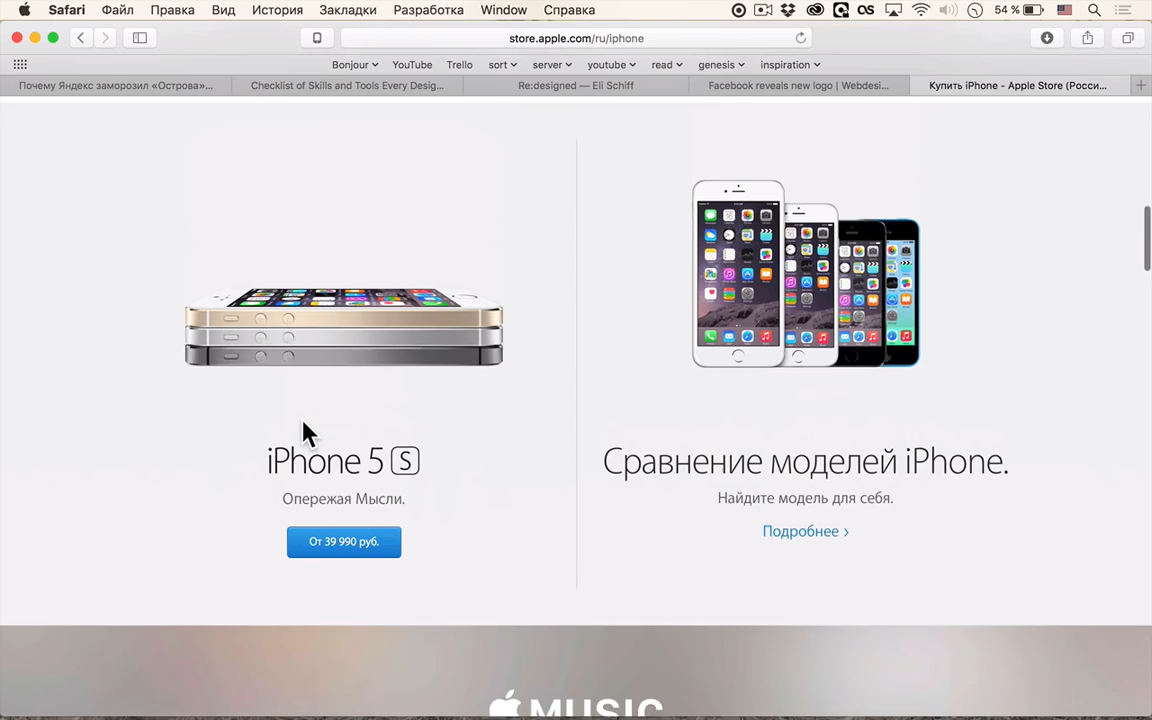 Safari Файл Правка Вид История Закладки Разработка Window Справка 54 %
store.apple.com/ru/iphone
Bonjour YouTube Trello sort server youtube read genesis inspiration
Почему Яндекс заморозил «Острова»... Checklist of Skills and Tools Every Desig... Re:designed — Eli Schiff Facebook reveals new logo | Webdesi... Купить iPhone - Apple Store (Росси...
iPhone 5 S
Опережая Мысли.
От 39 990 руб.
Сравнение моделей iPhone.
Найдите модель для себя.
Подробнее ›
MUSIC